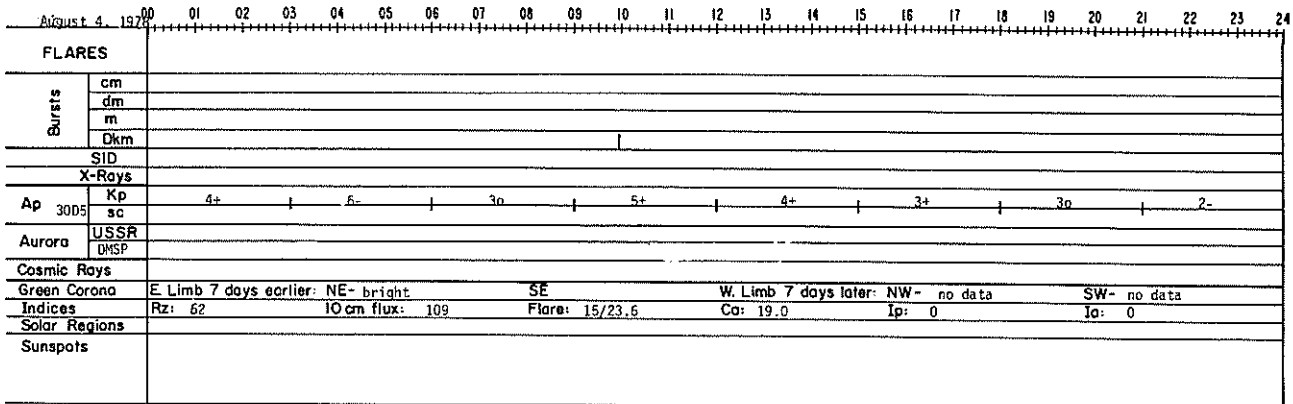 August 4, 1978 00 01 02 03 04 05 06 07 08 09 10 11 12 13 14 15 16 17 18 19 20 21 22 23 24
FLARES
Bursts
cm
dm
m
Dkm
SID
X-Rays
Ap 30D5
Kp 4+ 6- 3o 5+ 4+ 3+ 3o 2-
sc
Aurora
USSR
DMSP
Cosmic Rays
Green Corona E. Limb 7 days earlier: NE- bright SE W. Limb 7 days later: NW- no data SW- no data
Indices Rz: 62 10 cm flux: 109 Flare: 15/23.6 Ca: 19.0 Ip: 0 Ia: 0
Solar Regions
Sunspots